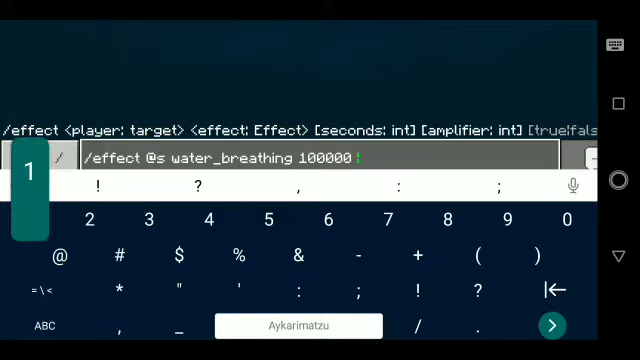 /effect <player: target> <effect: Effect> [seconds: int] [amplifier: int] [true|fals
/ /effect @s water_breathing 100000
! ? , : ;
1 2 3 4 5 6 7 8 9 0
@ # $ % & - + ( )
=\< * " ' : ; ! ? 
ABC , _ Aykarimatzu / .